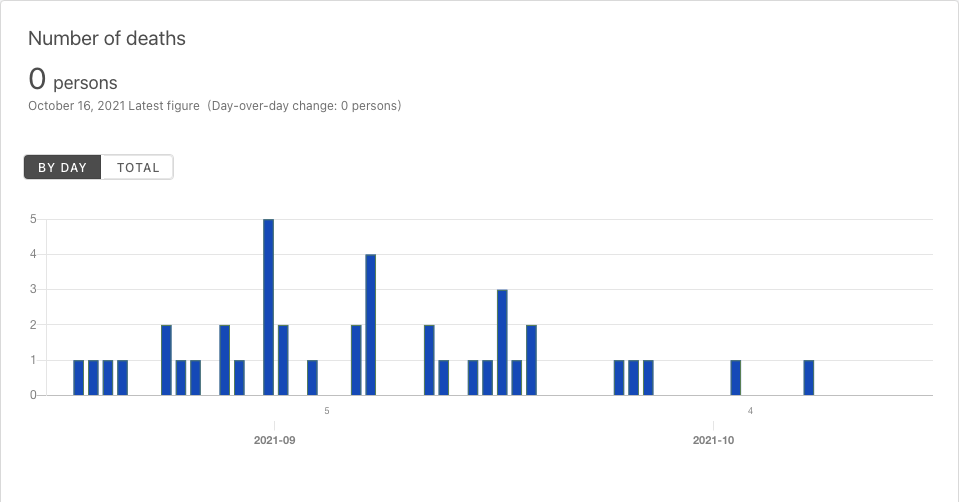 Number of deaths
0 persons
October 16, 2021 Latest figure (Day-over-day change: 0 persons)
BY DAY TOTAL
5
4
3
2
1
0
5 4
2021-09 2021-10